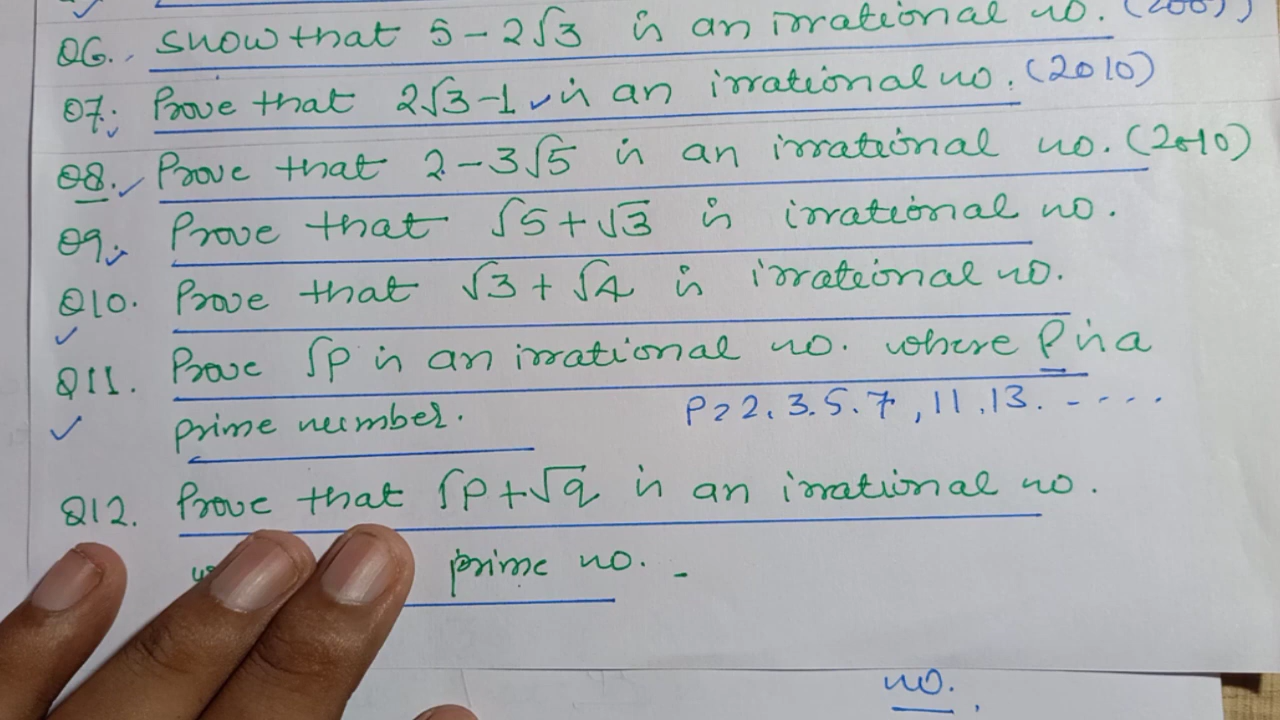 Q6. Show that 5-2√3 is an irrational no.
Q7. Prove that 2√3-1 is an irrational no. (2010)
Q8. Prove that 2-3√5 is an irrational no. (2010)
Q9. Prove that √5+√3 is irrational no.
Q10. Prove that √3+√4 is irrational no.
Q11. Prove √P is an irrational no. where P is a
prime number. P=2.3.5.7,11.13.-----
Q12. Prove that √p+√q is an irrational no.
prime no. -
no.,